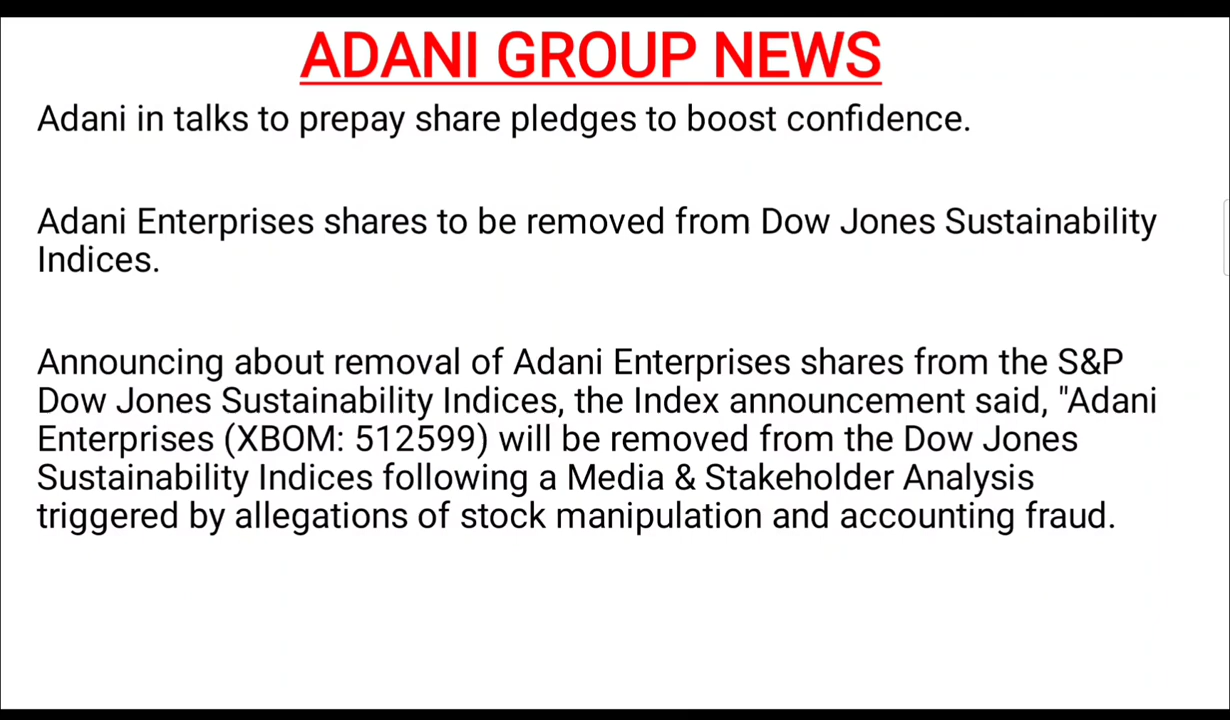 ADANI GROUP NEWS
Adani in talks to prepay share pledges to boost confidence.
Adani Enterprises shares to be removed from Dow Jones Sustainability
Indices.
Announcing about removal of Adani Enterprises shares from the S&P
Dow Jones Sustainability Indices, the Index announcement said, "Adani
Enterprises (XBOM: 512599) will be removed from the Dow Jones
Sustainability Indices following a Media & Stakeholder Analysis
triggered by allegations of stock manipulation and accounting fraud.